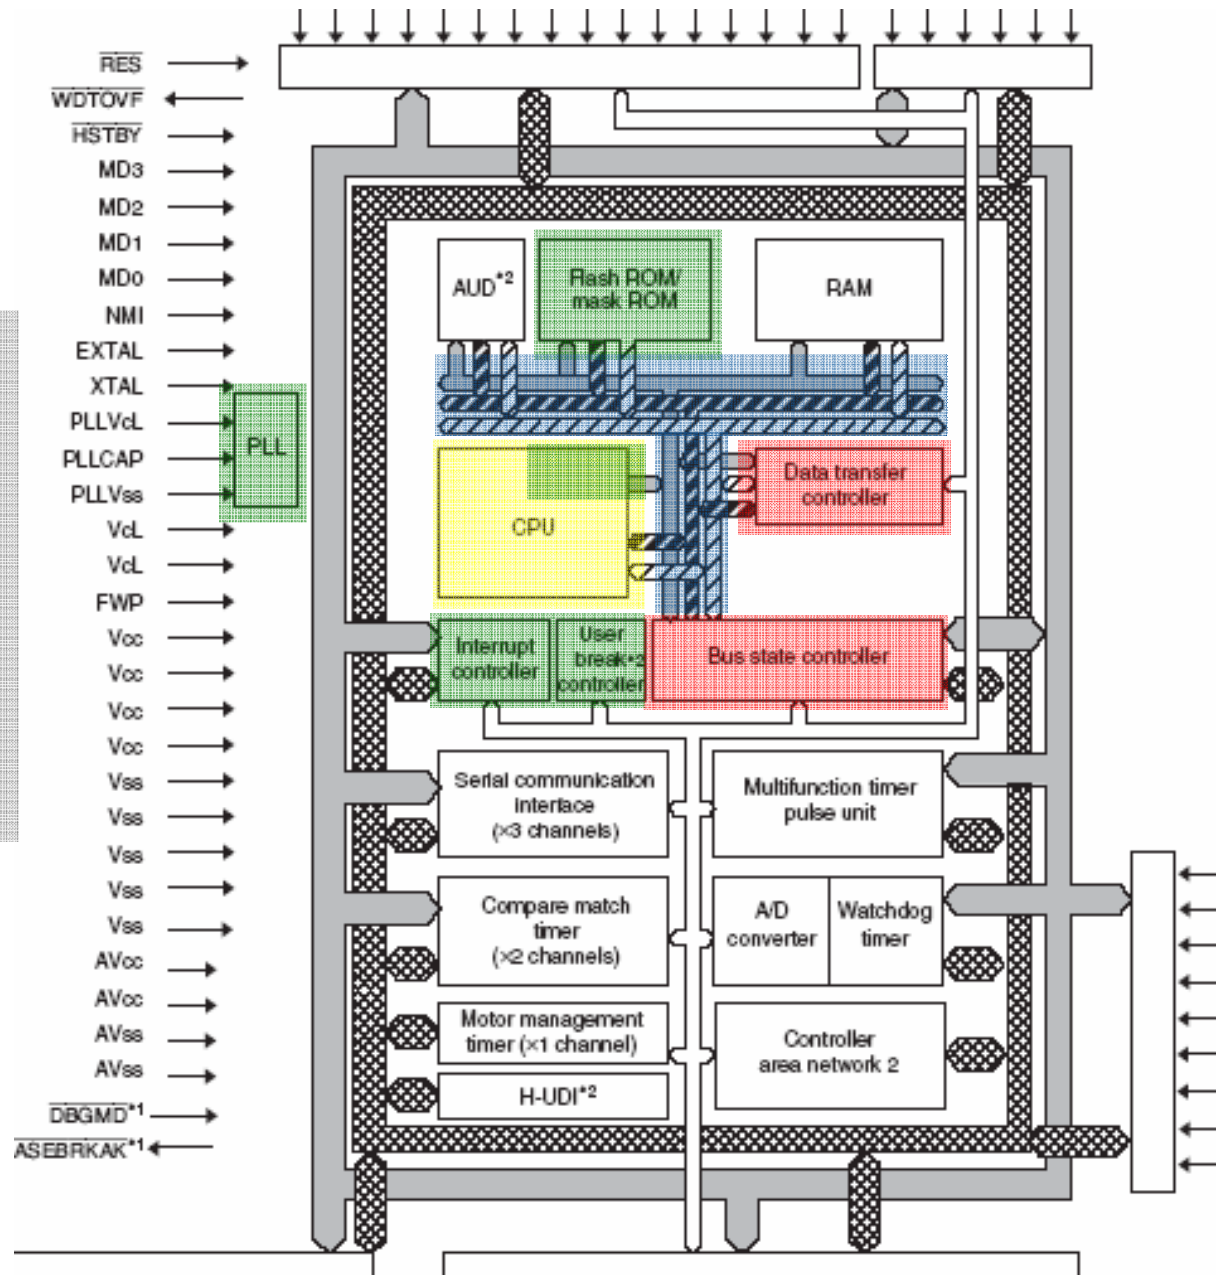 RES
WDTOVF
HSTBY
MD3
MD2
MD1
MD0
NMI
EXTAL
XTAL
PLLVCL
PLLCAP
PLLVSS
VCL
VCL
FWP
VCC
VCC
VCC
VCC
VSS
VSS
VSS
VSS
VSS
AVCC
AVCC
AVSS
AVSS
DBGMD*1
ASEBRKAK*1
PLL
AUD*2
Flash ROM/
mask ROM
RAM
CPU
Data transfer
controller
Interrupt
controller
User
break*2
controller
Bus state controller
Serial communication
interface
(×3 channels)
Multifunction timer
pulse unit
Compare match
timer
(×2 channels)
A/D
converter
Watchdog
timer
Motor management
timer (×1 channel)
Controller
area network 2
H-UDI*2